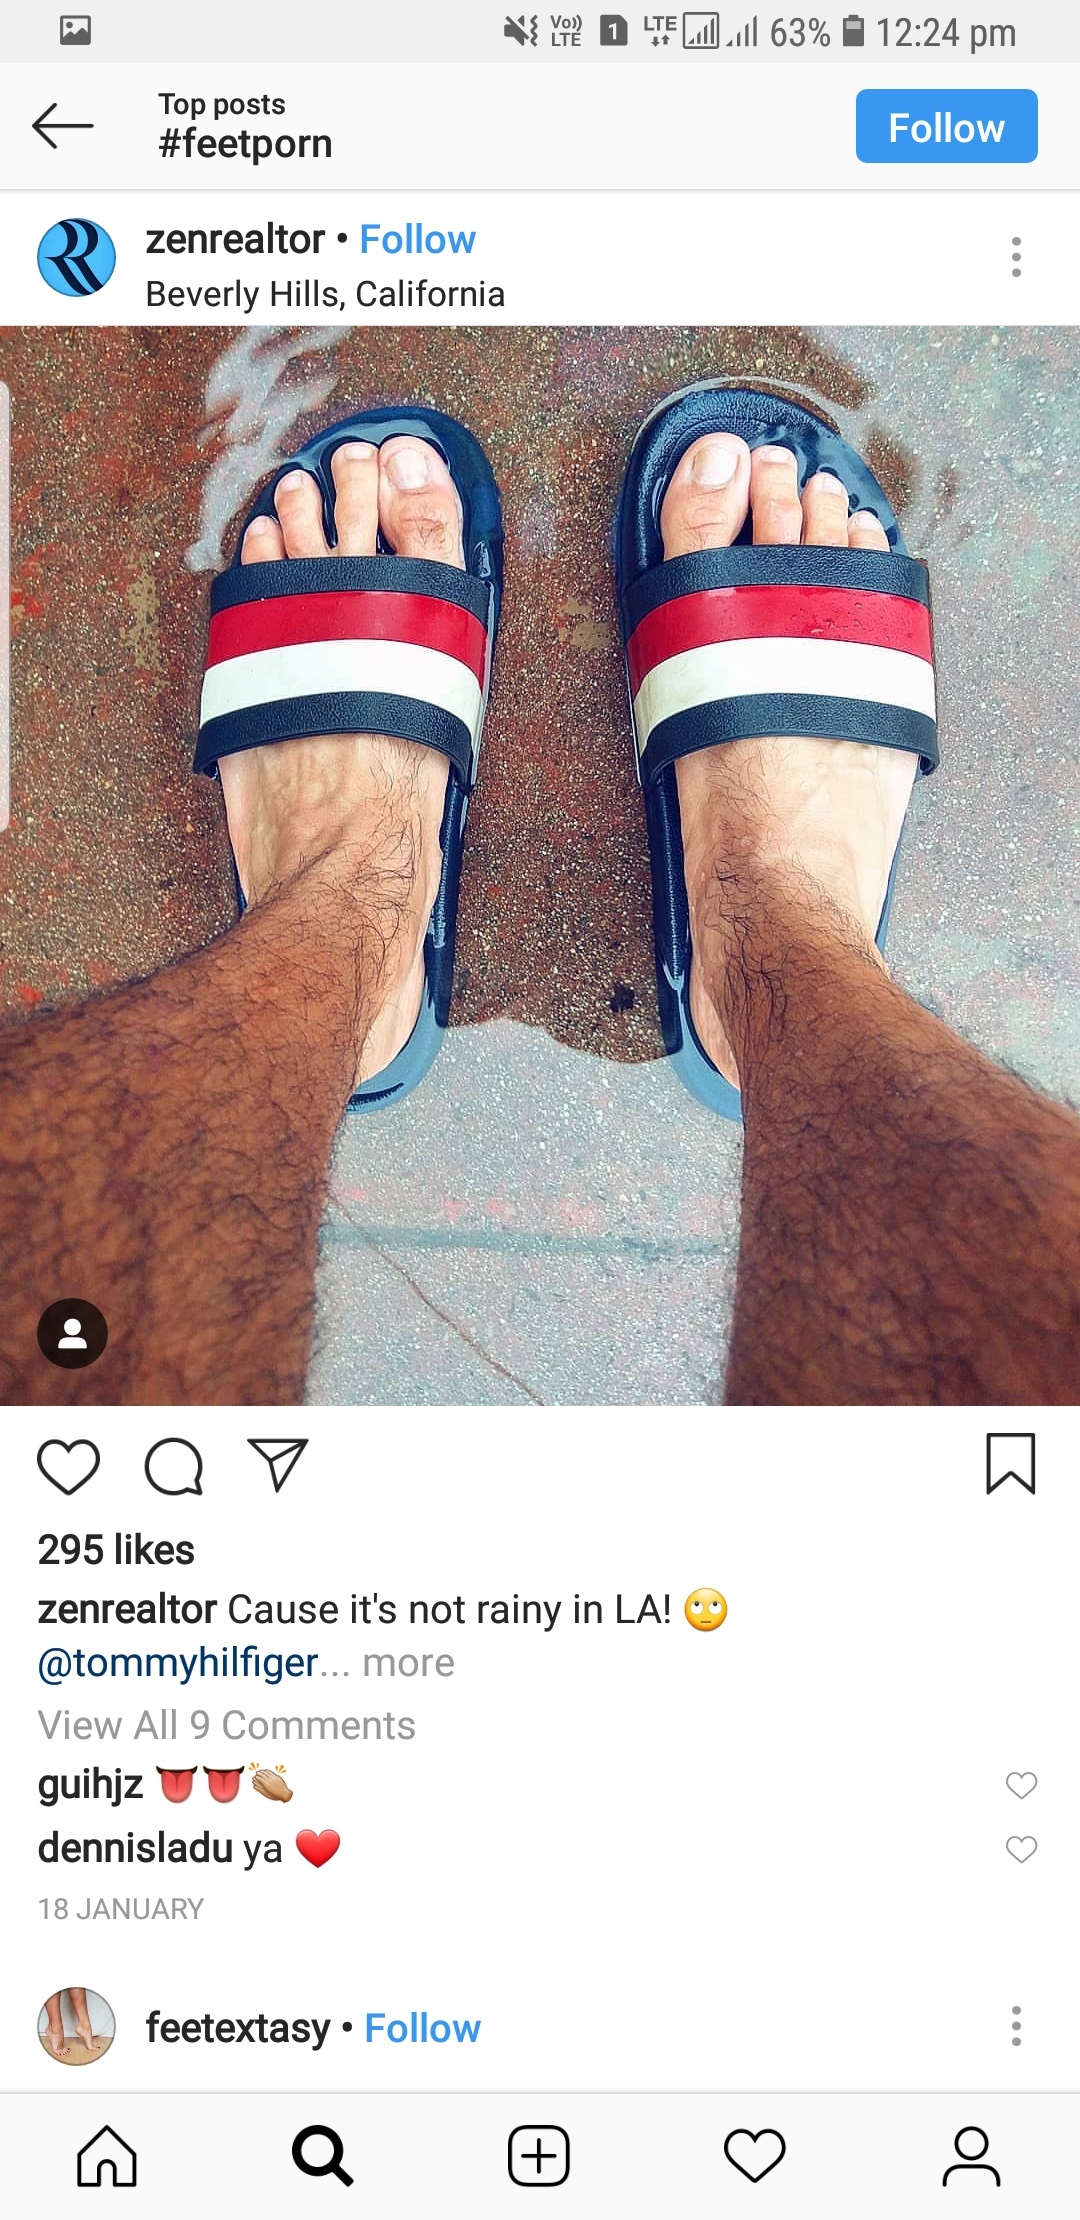 Vo)) LTE 1 LTE 63% 12:24 pm
Top posts
#feetporn
Follow
zenrealtor • Follow
Beverly Hills, California
295 likes
zenrealtor Cause it's not rainy in LA! 🙄
@tommyhilfiger... more
View All 9 Comments
guihjz 👅👅👏🏽
dennisladu ya ❤️
18 JANUARY
feetextasy • Follow